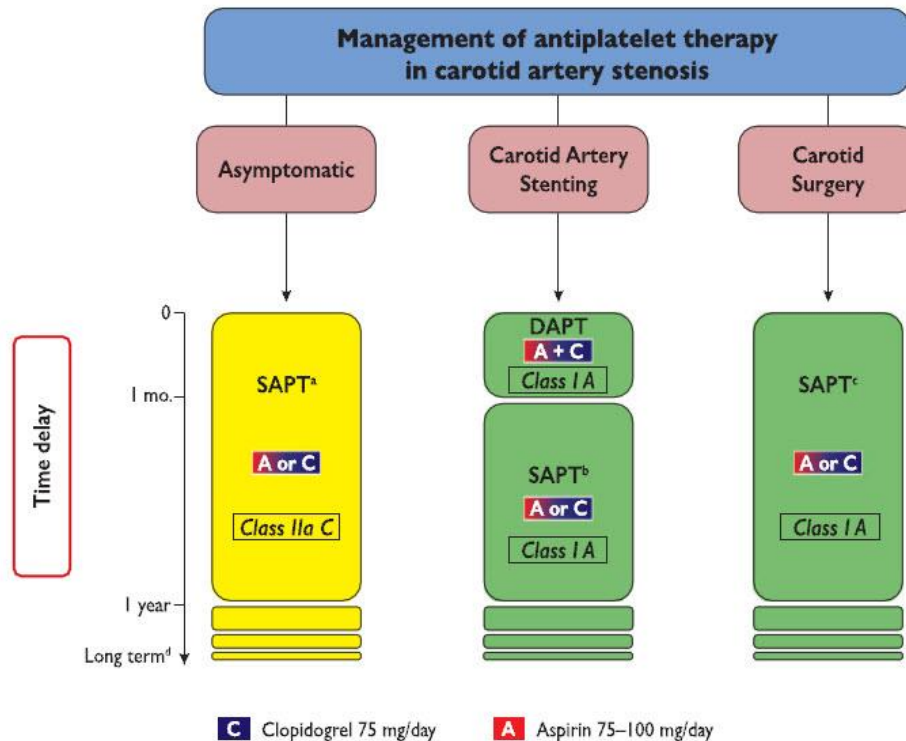 Management of antiplatelet therapy
in carotid artery stenosis
Asymptomatic
Carotid Artery
Stenting
Carotid
Surgery
Time delay
0
1 mo.
1 year
Long termᵈ
SAPTᵃ
A or C
Class IIa C
DAPT
A + C
Class I A
SAPTᵇ
A or C
Class I A
SAPTᶜ
A or C
Class I A
C Clopidogrel 75 mg/day
A Aspirin 75–100 mg/day